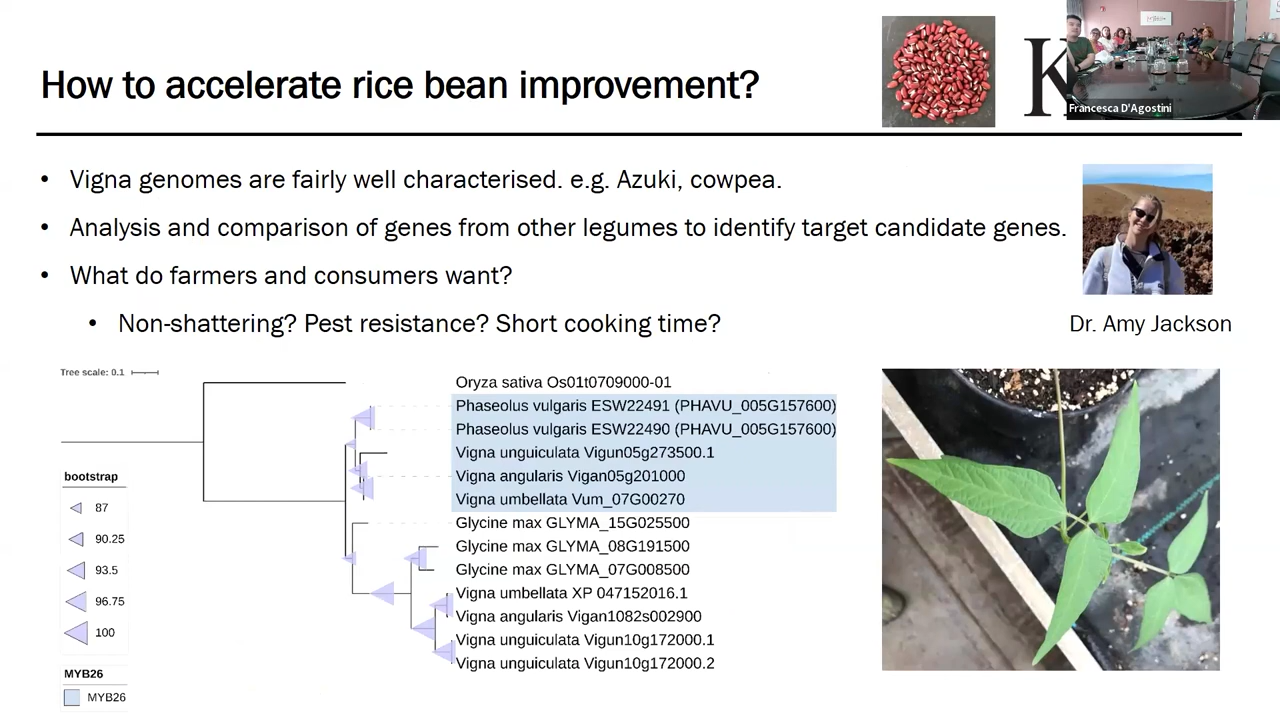 How to accelerate rice bean improvement?
K
Francesca D'Agostini
• Vigna genomes are fairly well characterised. e.g. Azuki, cowpea.
• Analysis and comparison of genes from other legumes to identify target candidate genes.
• What do farmers and consumers want?
• Non-shattering? Pest resistance? Short cooking time?
Dr. Amy Jackson
Tree scale: 0.1
Oryza sativa Os01t0709000-01
Phaseolus vulgaris ESW22491 (PHAVU_005G157600)
Phaseolus vulgaris ESW22490 (PHAVU_005G157600)
Vigna unguiculata Vigun05g273500.1
Vigna angularis Vigan05g201000
Vigna umbellata Vum_07G00270
Glycine max GLYMA_15G025500
Glycine max GLYMA_08G191500
Glycine max GLYMA_07G008500
Vigna umbellata XP 047152016.1
Vigna angularis Vigan1082s002900
Vigna unguiculata Vigun10g172000.1
Vigna unguiculata Vigun10g172000.2
bootstrap
87
90.25
93.5
96.75
100
MYB26
MYB26